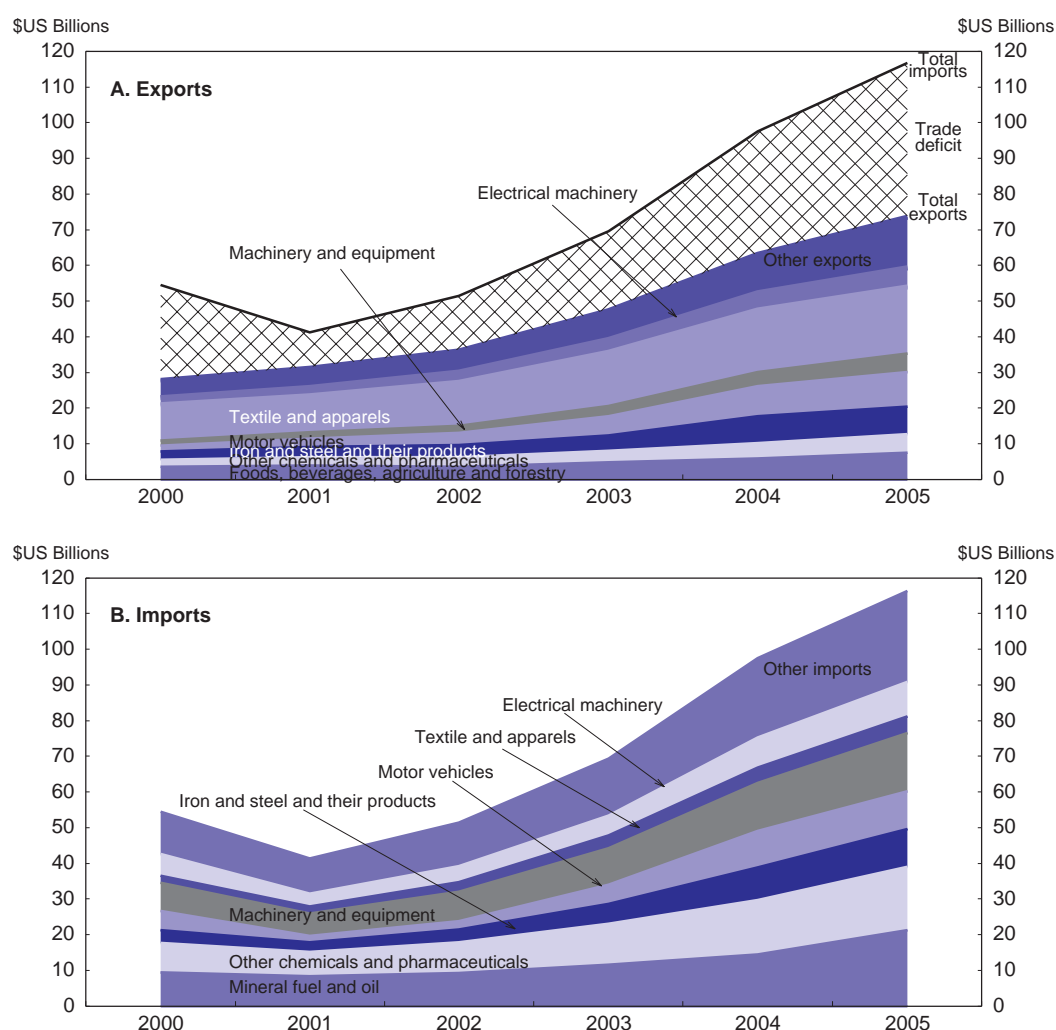 $US Billions
$US Billions
120
120
A. Exports
Total
imports
110
110
100
100
Trade
deficit
90
90
Electrical machinery
80
80
Total
exports
70
70
Machinery and equipment
Other exports
60
60
50
50
40
40
30
30
20
20
Textile and apparels
Motor vehicles
10
10
Iron and steel and their products
Other chemicals and pharmaceuticals
Foods, beverages, agriculture and forestry
0
0
2000 2001 2002 2003 2004 2005
$US Billions
$US Billions
120
120
B. Imports
110
110
100
100
Other imports
90
90
Electrical machinery
80
80
Textile and apparels
70
70
Motor vehicles
Iron and steel and their products
60
60
50
50
40
40
30
30
Machinery and equipment
20
20
Other chemicals and pharmaceuticals
10
10
Mineral fuel and oil
0
0
2000 2001 2002 2003 2004 2005